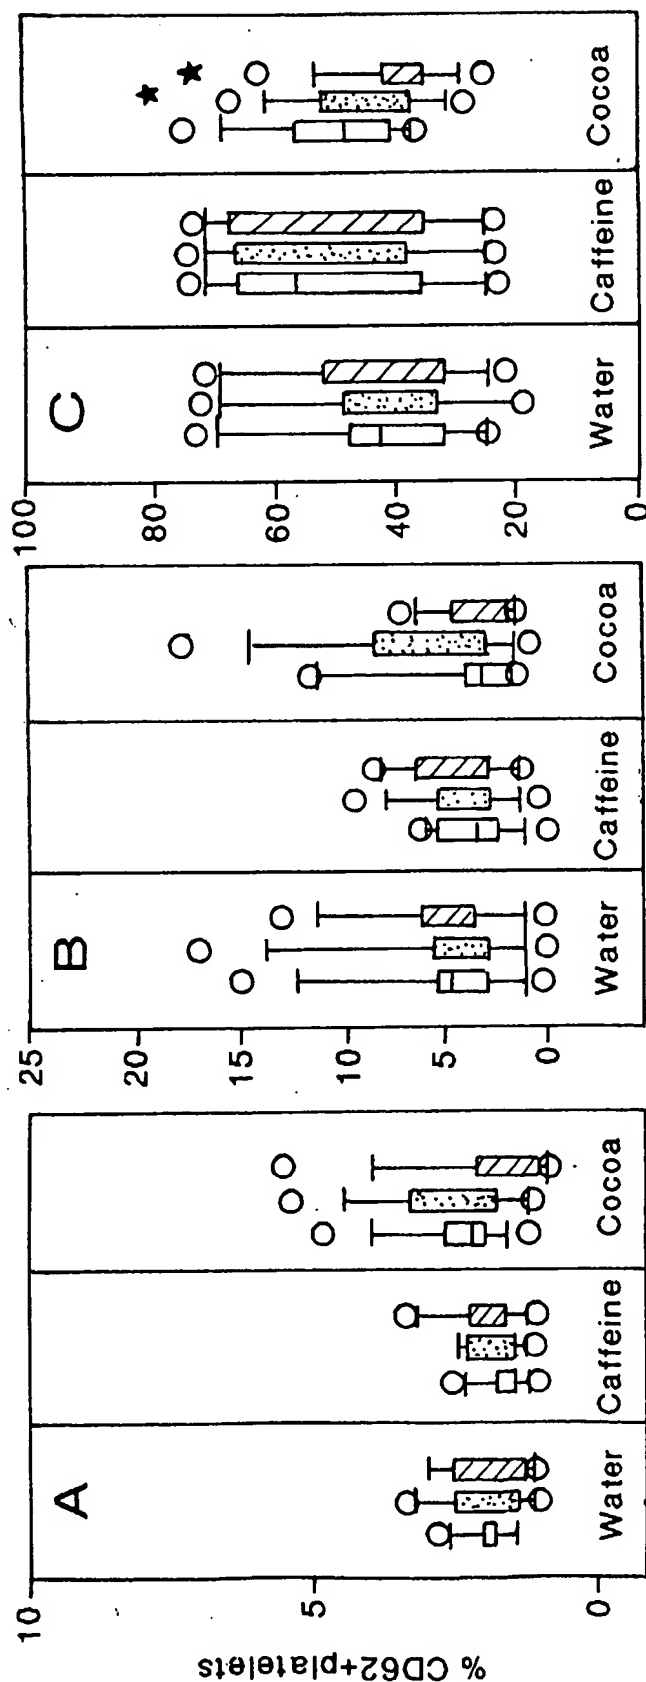 % CD62+platelets
A
10
5
0
Water
Caffeine
Cocoa
B
25
20
15
10
5
0
Water
Caffeine
Cocoa
C
100
80
60
40
20
0
Water
Caffeine
Cocoa